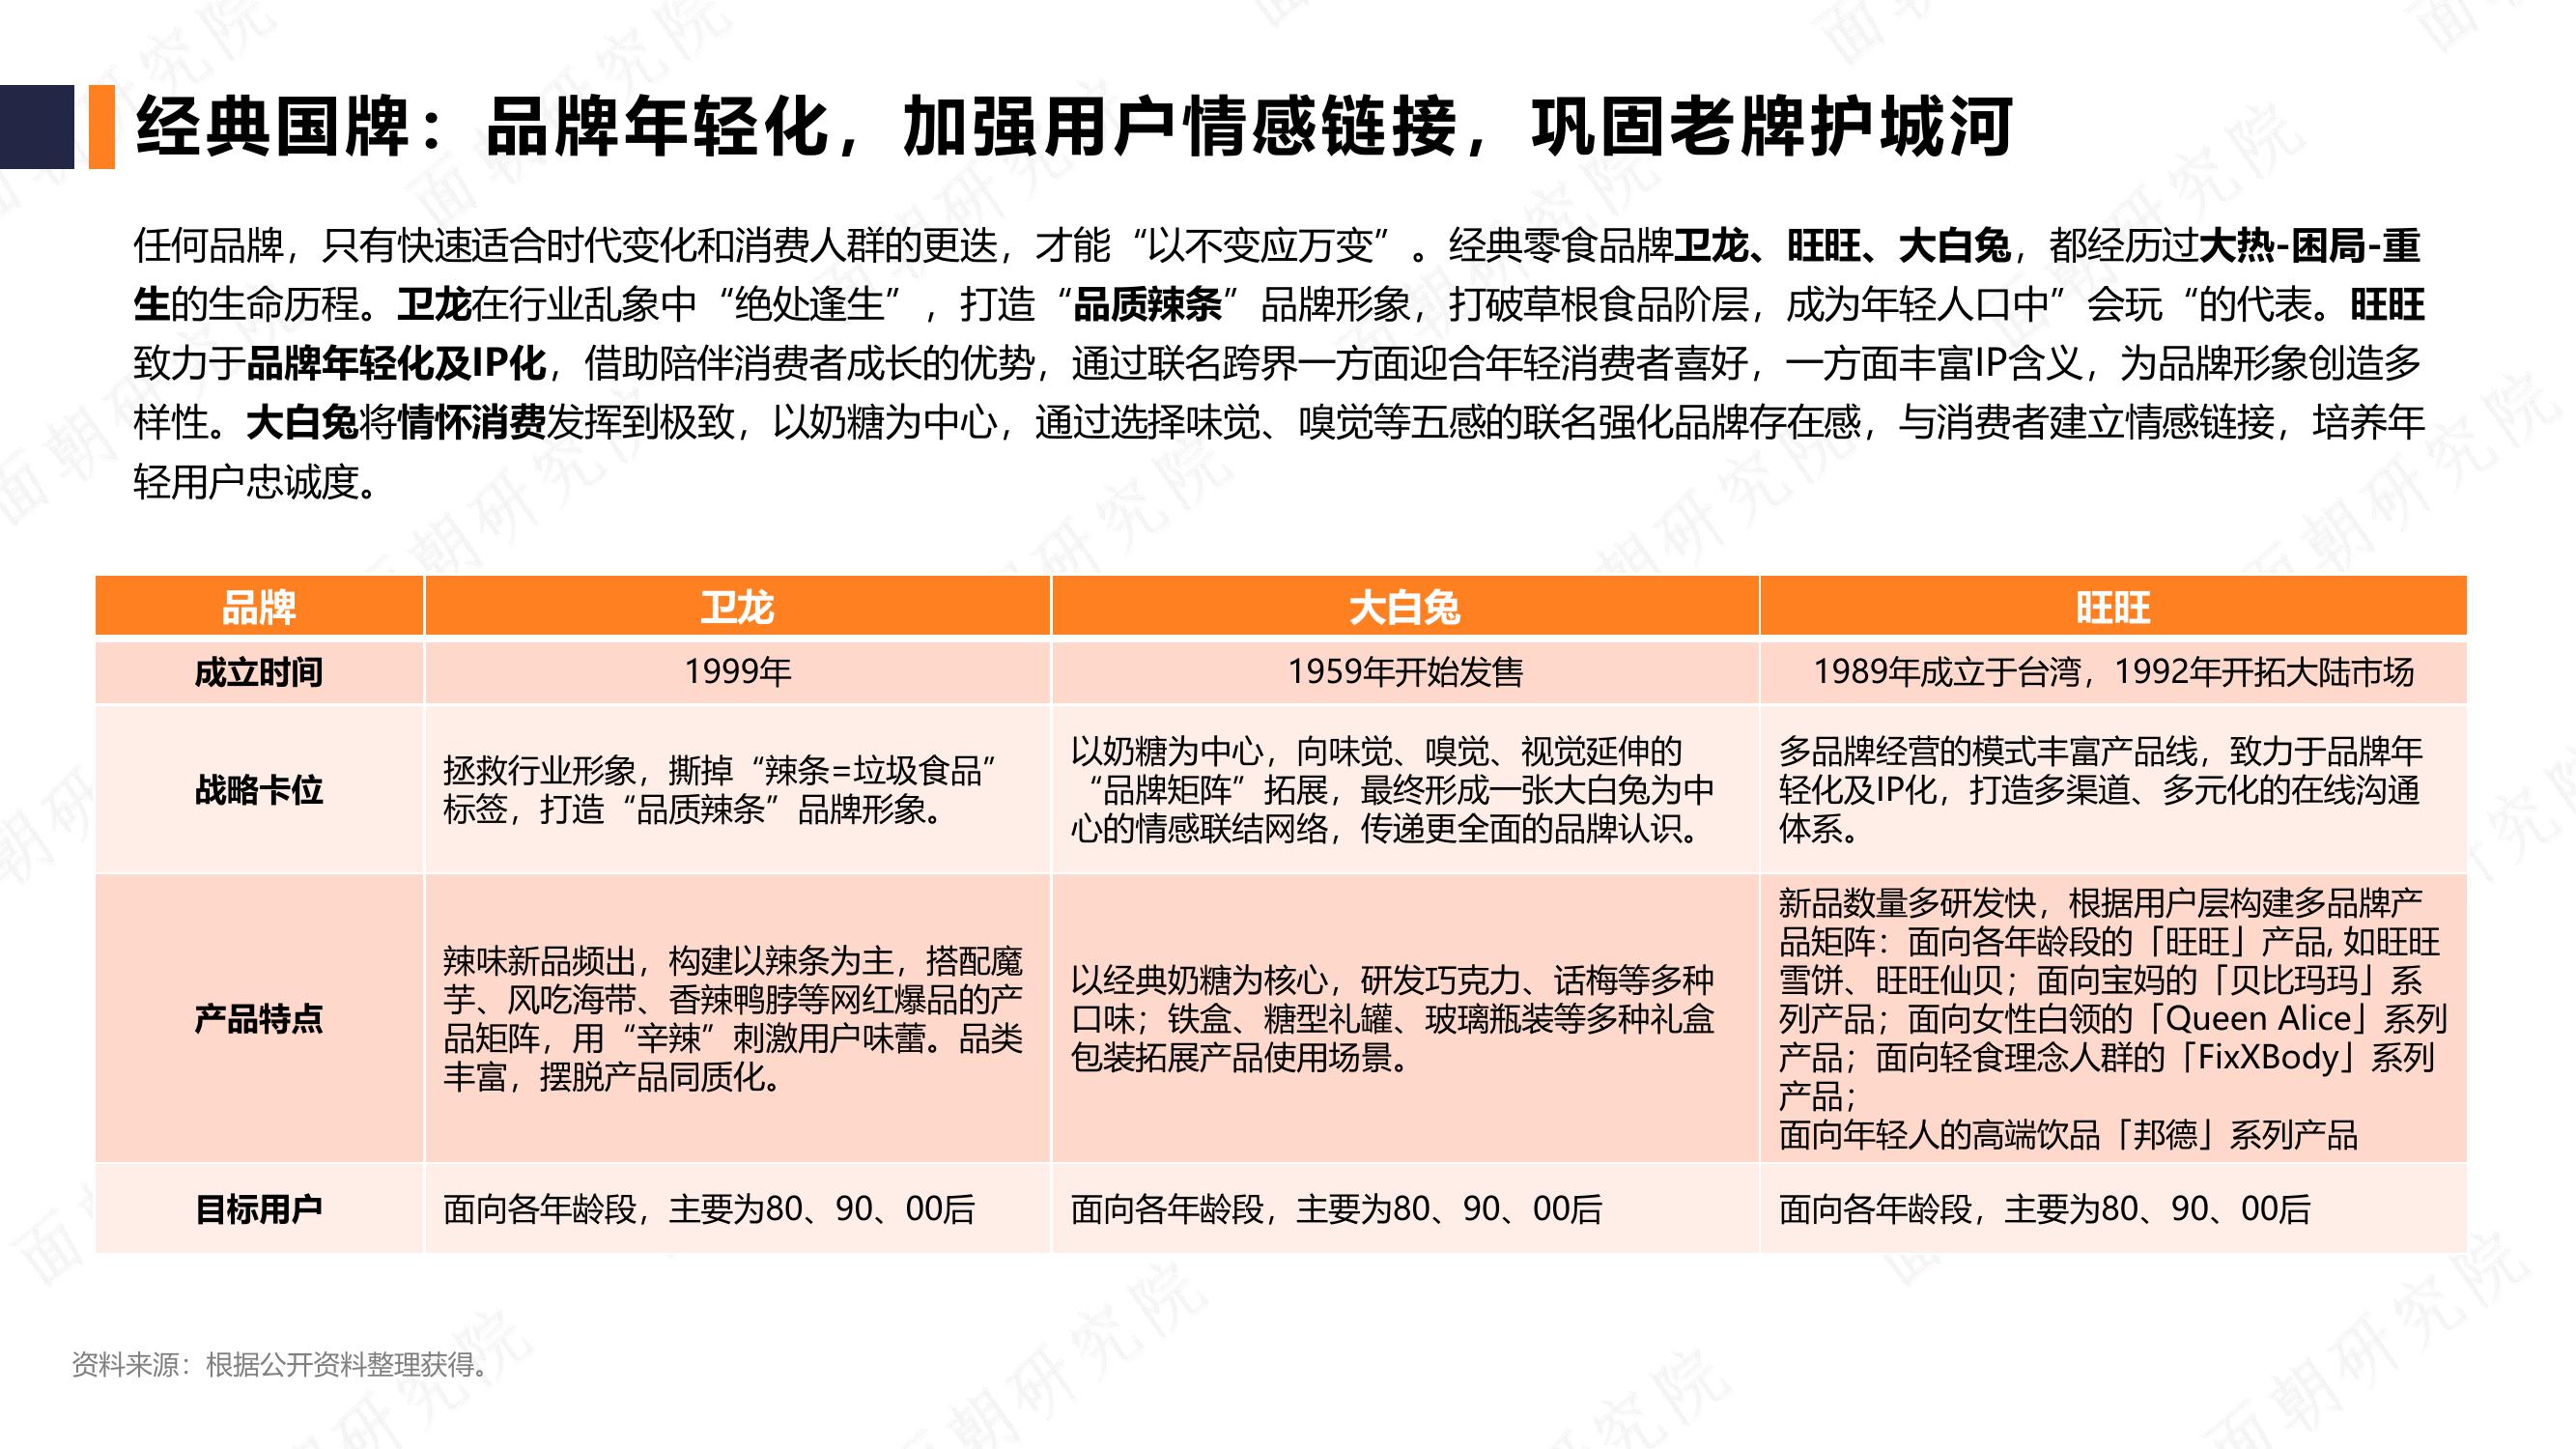 经典国牌：品牌年轻化，加强用户情感链接，巩固老牌护城河
任何品牌，只有快速适合时代变化和消费人群的更迭，才能“以不变应万变”。经典零食品牌卫龙、旺旺、大白兔，都经历过大热-困局-重
生的生命历程。卫龙在行业乱象中“绝处逢生”，打造“品质辣条”品牌形象，打破草根食品阶层，成为年轻人口中”会玩“的代表。旺旺
致力于品牌年轻化及IP化，借助陪伴消费者成长的优势，通过联名跨界一方面迎合年轻消费者喜好，一方面丰富IP含义，为品牌形象创造多
样性。大白兔将情怀消费发挥到极致，以奶糖为中心，通过选择味觉、嗅觉等五感的联名强化品牌存在感，与消费者建立情感链接，培养年
轻用户忠诚度。
品牌 卫龙 大白兔 旺旺
成立时间 1999年 1959年开始发售 1989年成立于台湾，1992年开拓大陆市场
战略卡位
拯救行业形象，撕掉“辣条=垃圾食品”
标签，打造“品质辣条”品牌形象。
以奶糖为中心，向味觉、嗅觉、视觉延伸的
“品牌矩阵”拓展，最终形成一张大白兔为中
心的情感联结网络，传递更全面的品牌认识。
多品牌经营的模式丰富产品线，致力于品牌年
轻化及IP化，打造多渠道、多元化的在线沟通
体系。
产品特点
辣味新品频出，构建以辣条为主，搭配魔
芋、风吃海带、香辣鸭脖等网红爆品的产
品矩阵，用“辛辣”刺激用户味蕾。品类
丰富，摆脱产品同质化。
以经典奶糖为核心，研发巧克力、话梅等多种
口味；铁盒、糖型礼罐、玻璃瓶装等多种礼盒
包装拓展产品使用场景。
新品数量多研发快，根据用户层构建多品牌产
品矩阵：面向各年龄段的「旺旺」产品, 如旺旺
雪饼、旺旺仙贝；面向宝妈的「贝比玛玛」系
列产品；面向女性白领的「Queen Alice」系列
产品；面向轻食理念人群的「FixXBody」系列
产品；
面向年轻人的高端饮品「邦德」系列产品
目标用户 面向各年龄段，主要为80、90、00后 面向各年龄段，主要为80、90、00后 面向各年龄段，主要为80、90、00后
资料来源：根据公开资料整理获得。
面朝研究院